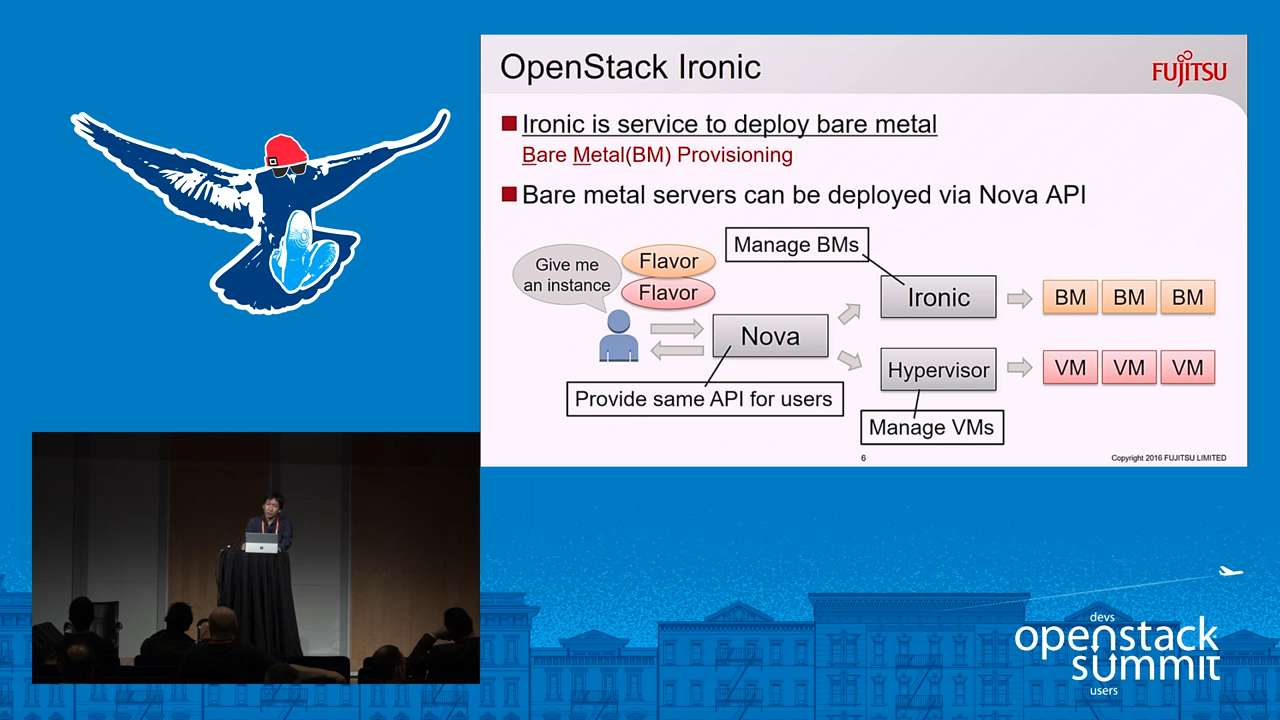 OpenStack Ironic
FUJITSU
Ironic is service to deploy bare metal
Bare Metal(BM) Provisioning
Bare metal servers can be deployed via Nova API
Manage BMs
Give me
an instance
Flavor
Flavor
Ironic
BM BM BM
Nova
Hypervisor
VM VM VM
Provide same API for users
Manage VMs
6
Copyright 2016 FUJITSU LIMITED
devs
openstack
summit
users